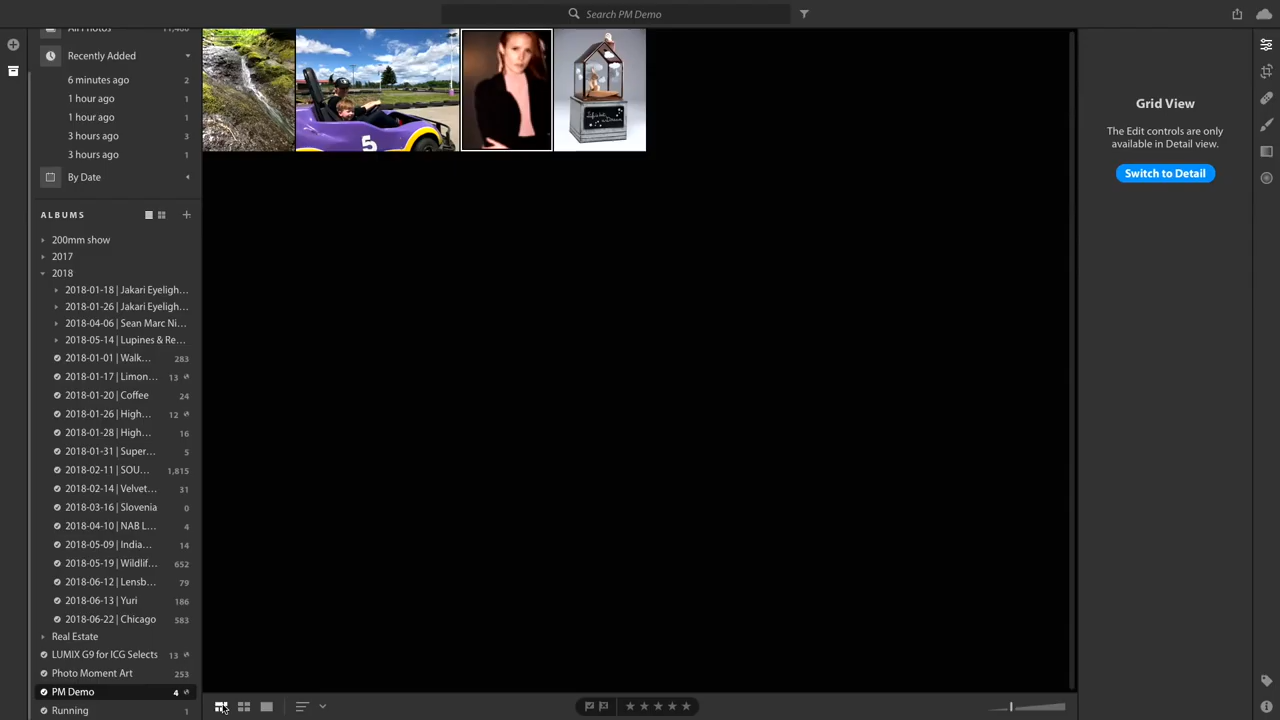 Search PM Demo
Recently Added
6 minutes ago 2
1 hour ago 1
1 hour ago 1
3 hours ago 3
3 hours ago 1
By Date
ALBUMS
200mm show
2017
2018
2018-01-18 | Jakari Eyeligh...
2018-01-26 | Jakari Eyeligh...
2018-04-06 | Sean Marc Ni...
2018-05-14 | Lupines & Re...
2018-01-01 | Walk... 283
2018-01-17 | Limon... 13
2018-01-20 | Coffee 24
2018-01-26 | High... 12
2018-01-28 | High... 16
2018-01-31 | Super... 5
2018-02-11 | SOU... 1,815
2018-02-14 | Velvet... 31
2018-03-16 | Slovenia 0
2018-04-10 | NAB L... 4
2018-05-09 | India... 14
2018-05-19 | Wildlif... 652
2018-06-12 | Lensb... 79
2018-06-13 | Yuri 186
2018-06-22 | Chicago 583
Real Estate
LUMIX G9 for ICG Selects 13
Photo Moment Art 253
PM Demo 4
Running 1
5
Grid View
The Edit controls are only
available in Detail view.
Switch to Detail